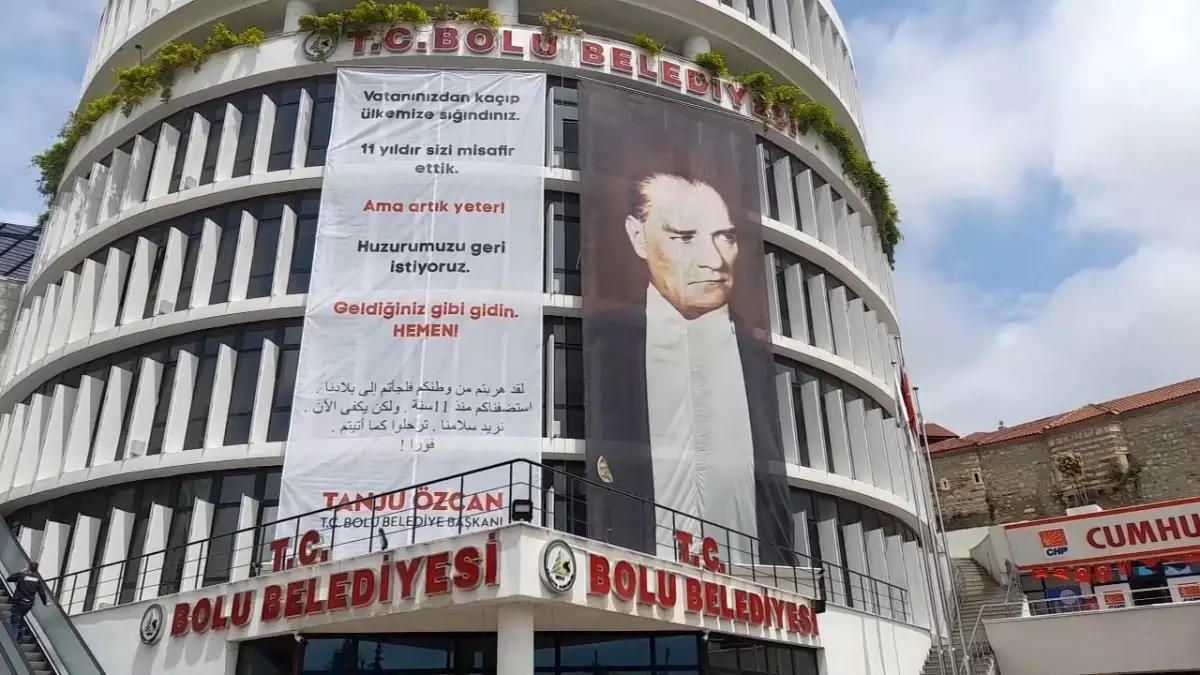 T.C. BOLU BELEDİYESİ
Vatanınızdan kaçıp
ülkemize sığındınız.
11 yıldır sizi misafir
ettik.
Ama artık yeter!
Huzurumuzu geri
istiyoruz.
Geldiğiniz gibi gidin.
HEMEN!
لقد هربتم من وطنكم فلجأتم إلى بلادنا .
استضفناكم منذ 11 سنة . ولكن يكفي الآن .
نريد سلامنا , ترحلوا كما أتيتم .
فورا !
TANJU ÖZCAN
T.C. BOLU BELEDİYE BAŞKANI
T.C.
BOLU BELEDİYESİ
T.C.
BOLU BELEDİYESİ
CHP
CUMHU